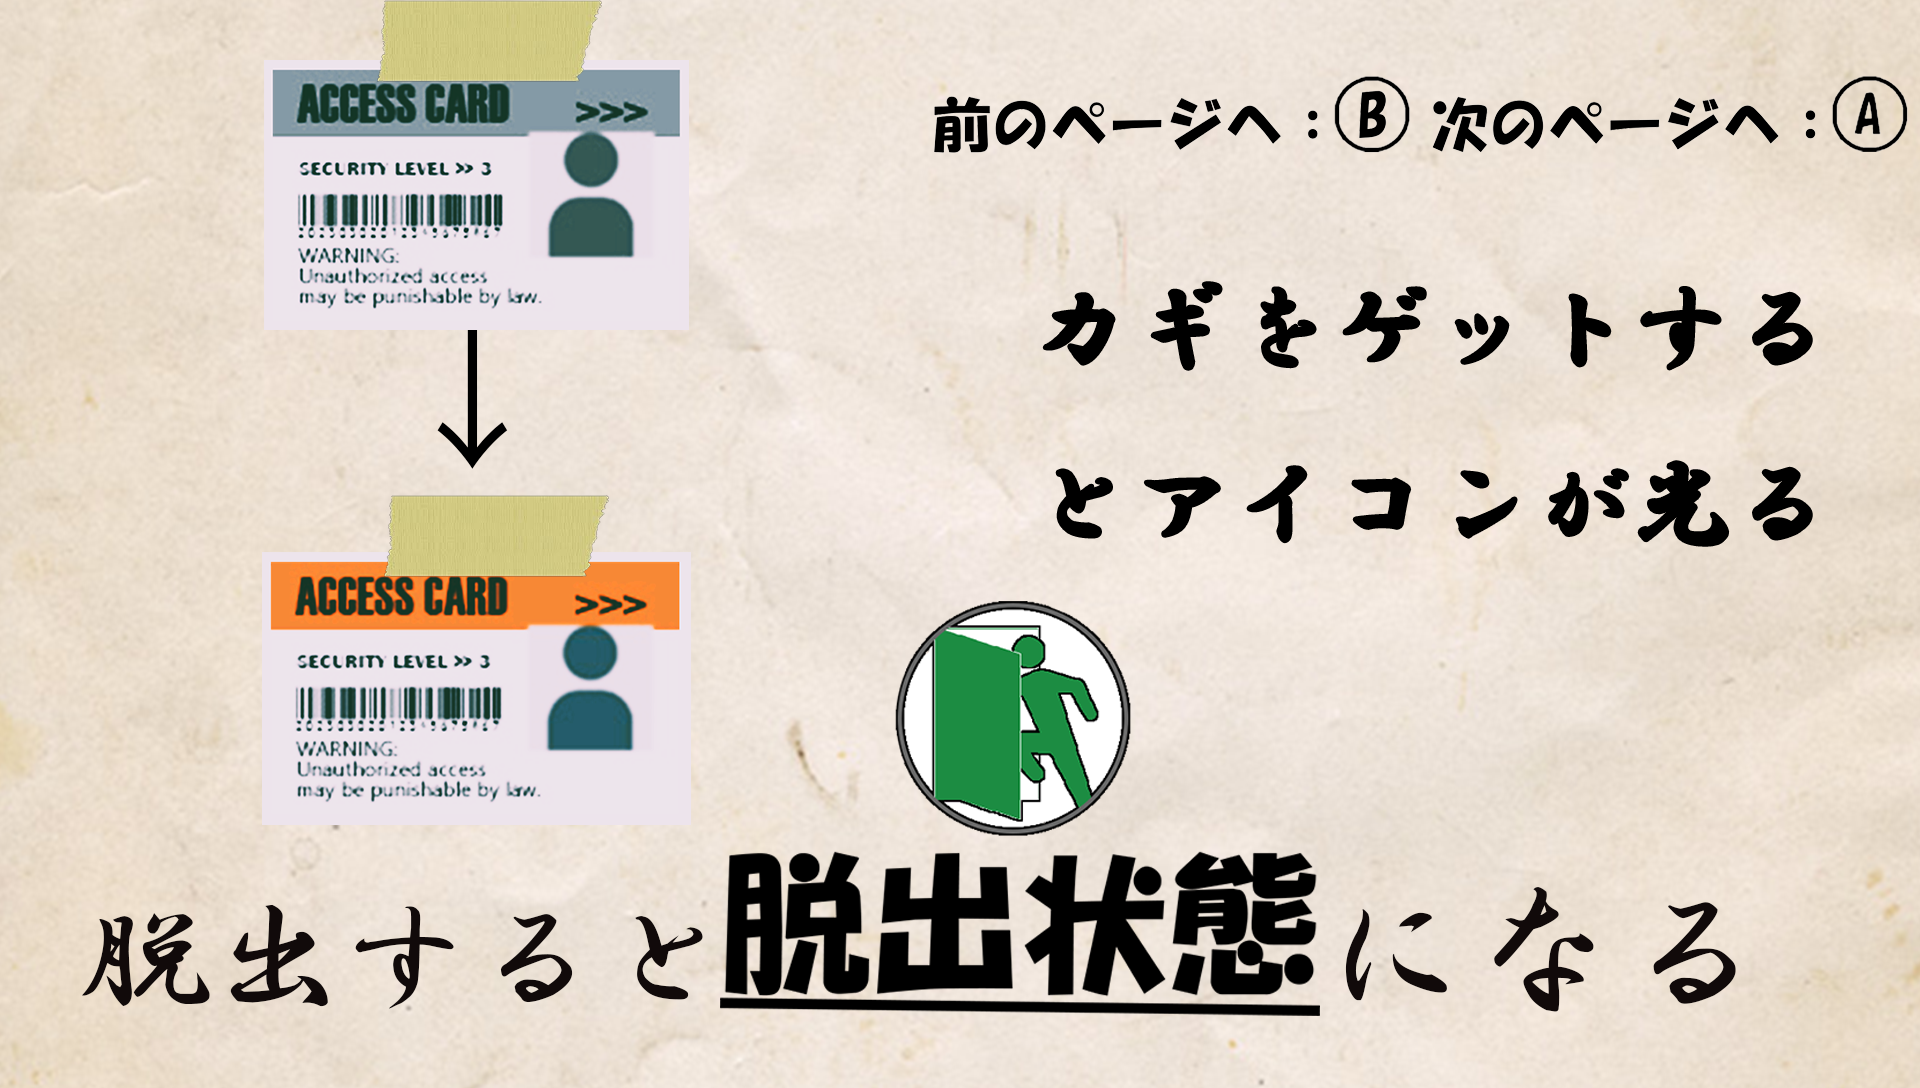 ACCESS CARD >>>
SECURITY LEVEL >> 3
WARNING:
Unauthorized access
may be punishable by law.
前のページへ：Ⓑ 次のページへ：Ⓐ
カギをゲットする
とアイコンが光る
ACCESS CARD >>>
SECURITY LEVEL >> 3
WARNING:
Unauthorized access
may be punishable by law.
脱出すると脱出状態になる